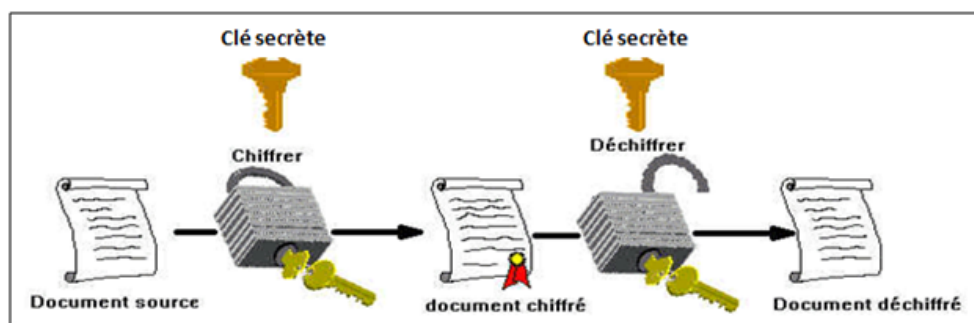 Clé secrète
Clé secrète
Chiffrer
Déchiffrer
Document source
document chiffré
Document déchiffré